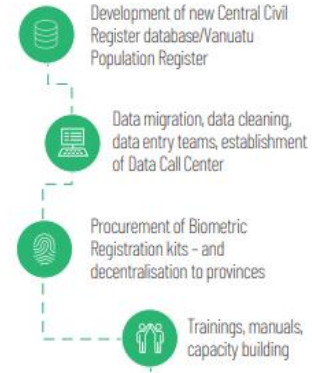 Development of new Central Civil
Register database/Vanuatu
Population Register
Data migration, data cleaning,
data entry teams, establishment
of Data Call Center
Procurement of Biometric
Registration kits – and
decentralisation to provinces
Trainings, manuals,
capacity building